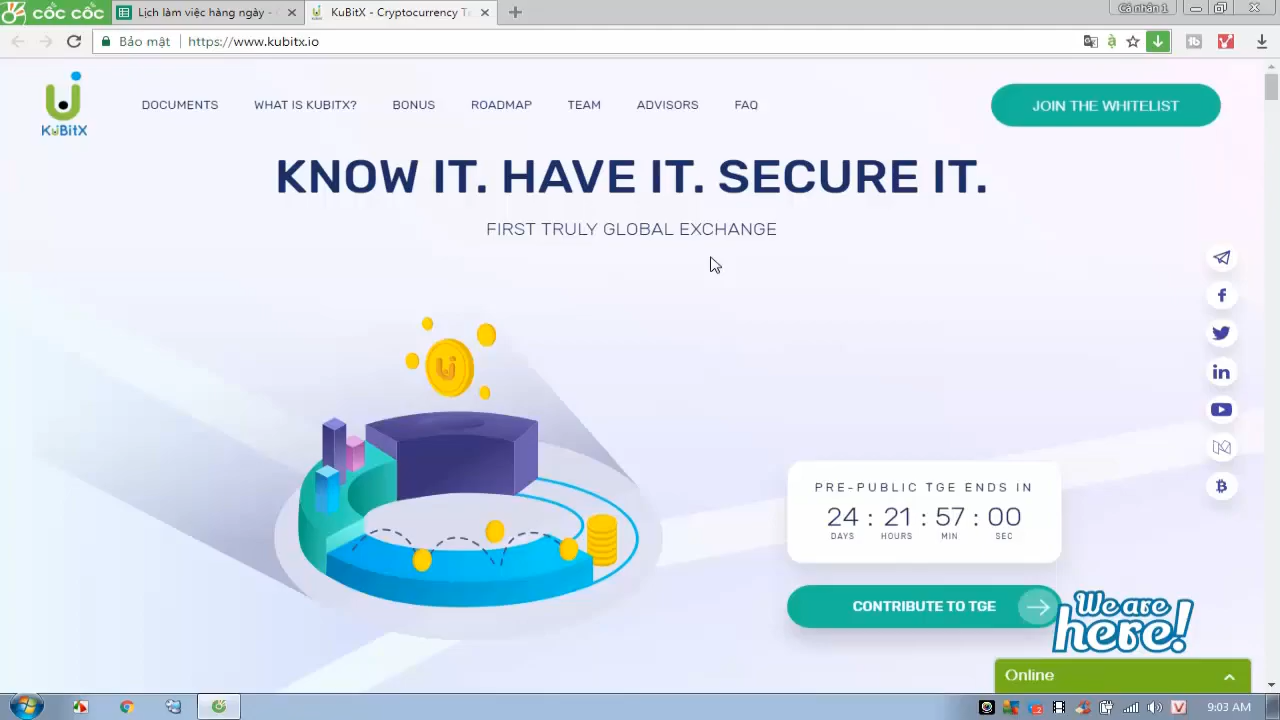 cốc cốc
Lịch làm việc hàng ngày -
KuBitX - Cryptocurrency Te
Cá nhân 1
Bảo mật
https://www.kubitx.io
KuBitX
DOCUMENTS
WHAT IS KUBITX?
BONUS
ROADMAP
TEAM
ADVISORS
FAQ
JOIN THE WHITELIST
KNOW IT. HAVE IT. SECURE IT.
FIRST TRULY GLOBAL EXCHANGE
PRE-PUBLIC TGE ENDS IN
24 : 21 : 57 : 00
DAYS HOURS MIN SEC
CONTRIBUTE TO TGE
We are
here!
Online
9:03 AM